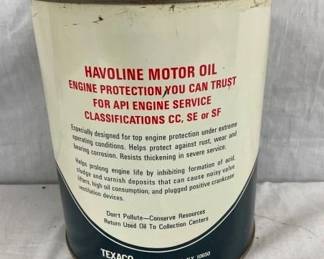 HAVOLINE MOTOR OIL
ENGINE PROTECTION YOU CAN TRUST
FOR API ENGINE SERVICE
CLASSIFICATIONS CC, SE or SF
Especially designed for top engine protection under extreme
operating conditions. Helps protect against rust, wear and
bearing corrosion. Resists thickening in severe service.
Helps prolong engine life by inhibiting formation of acid,
sludge and varnish deposits that can cause noisy valve
lifters, high oil consumption, and plugged positive crankcase
ventilation devices.
Don't Pollute—Conserve Resources
Return Used Oil To Collection Centers
TEXACO